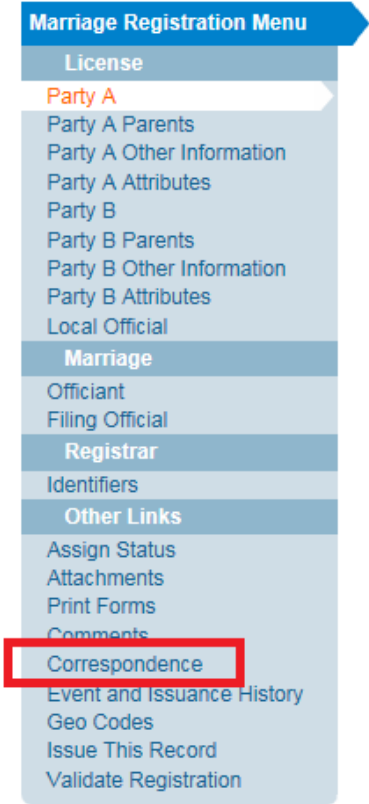 Marriage Registration Menu
License
Party A
Party A Parents
Party A Other Information
Party A Attributes
Party B
Party B Parents
Party B Other Information
Party B Attributes
Local Official
Marriage
Officiant
Filing Official
Registrar
Identifiers
Other Links
Assign Status
Attachments
Print Forms
Comments
Correspondence
Event and Issuance History
Geo Codes
Issue This Record
Validate Registration